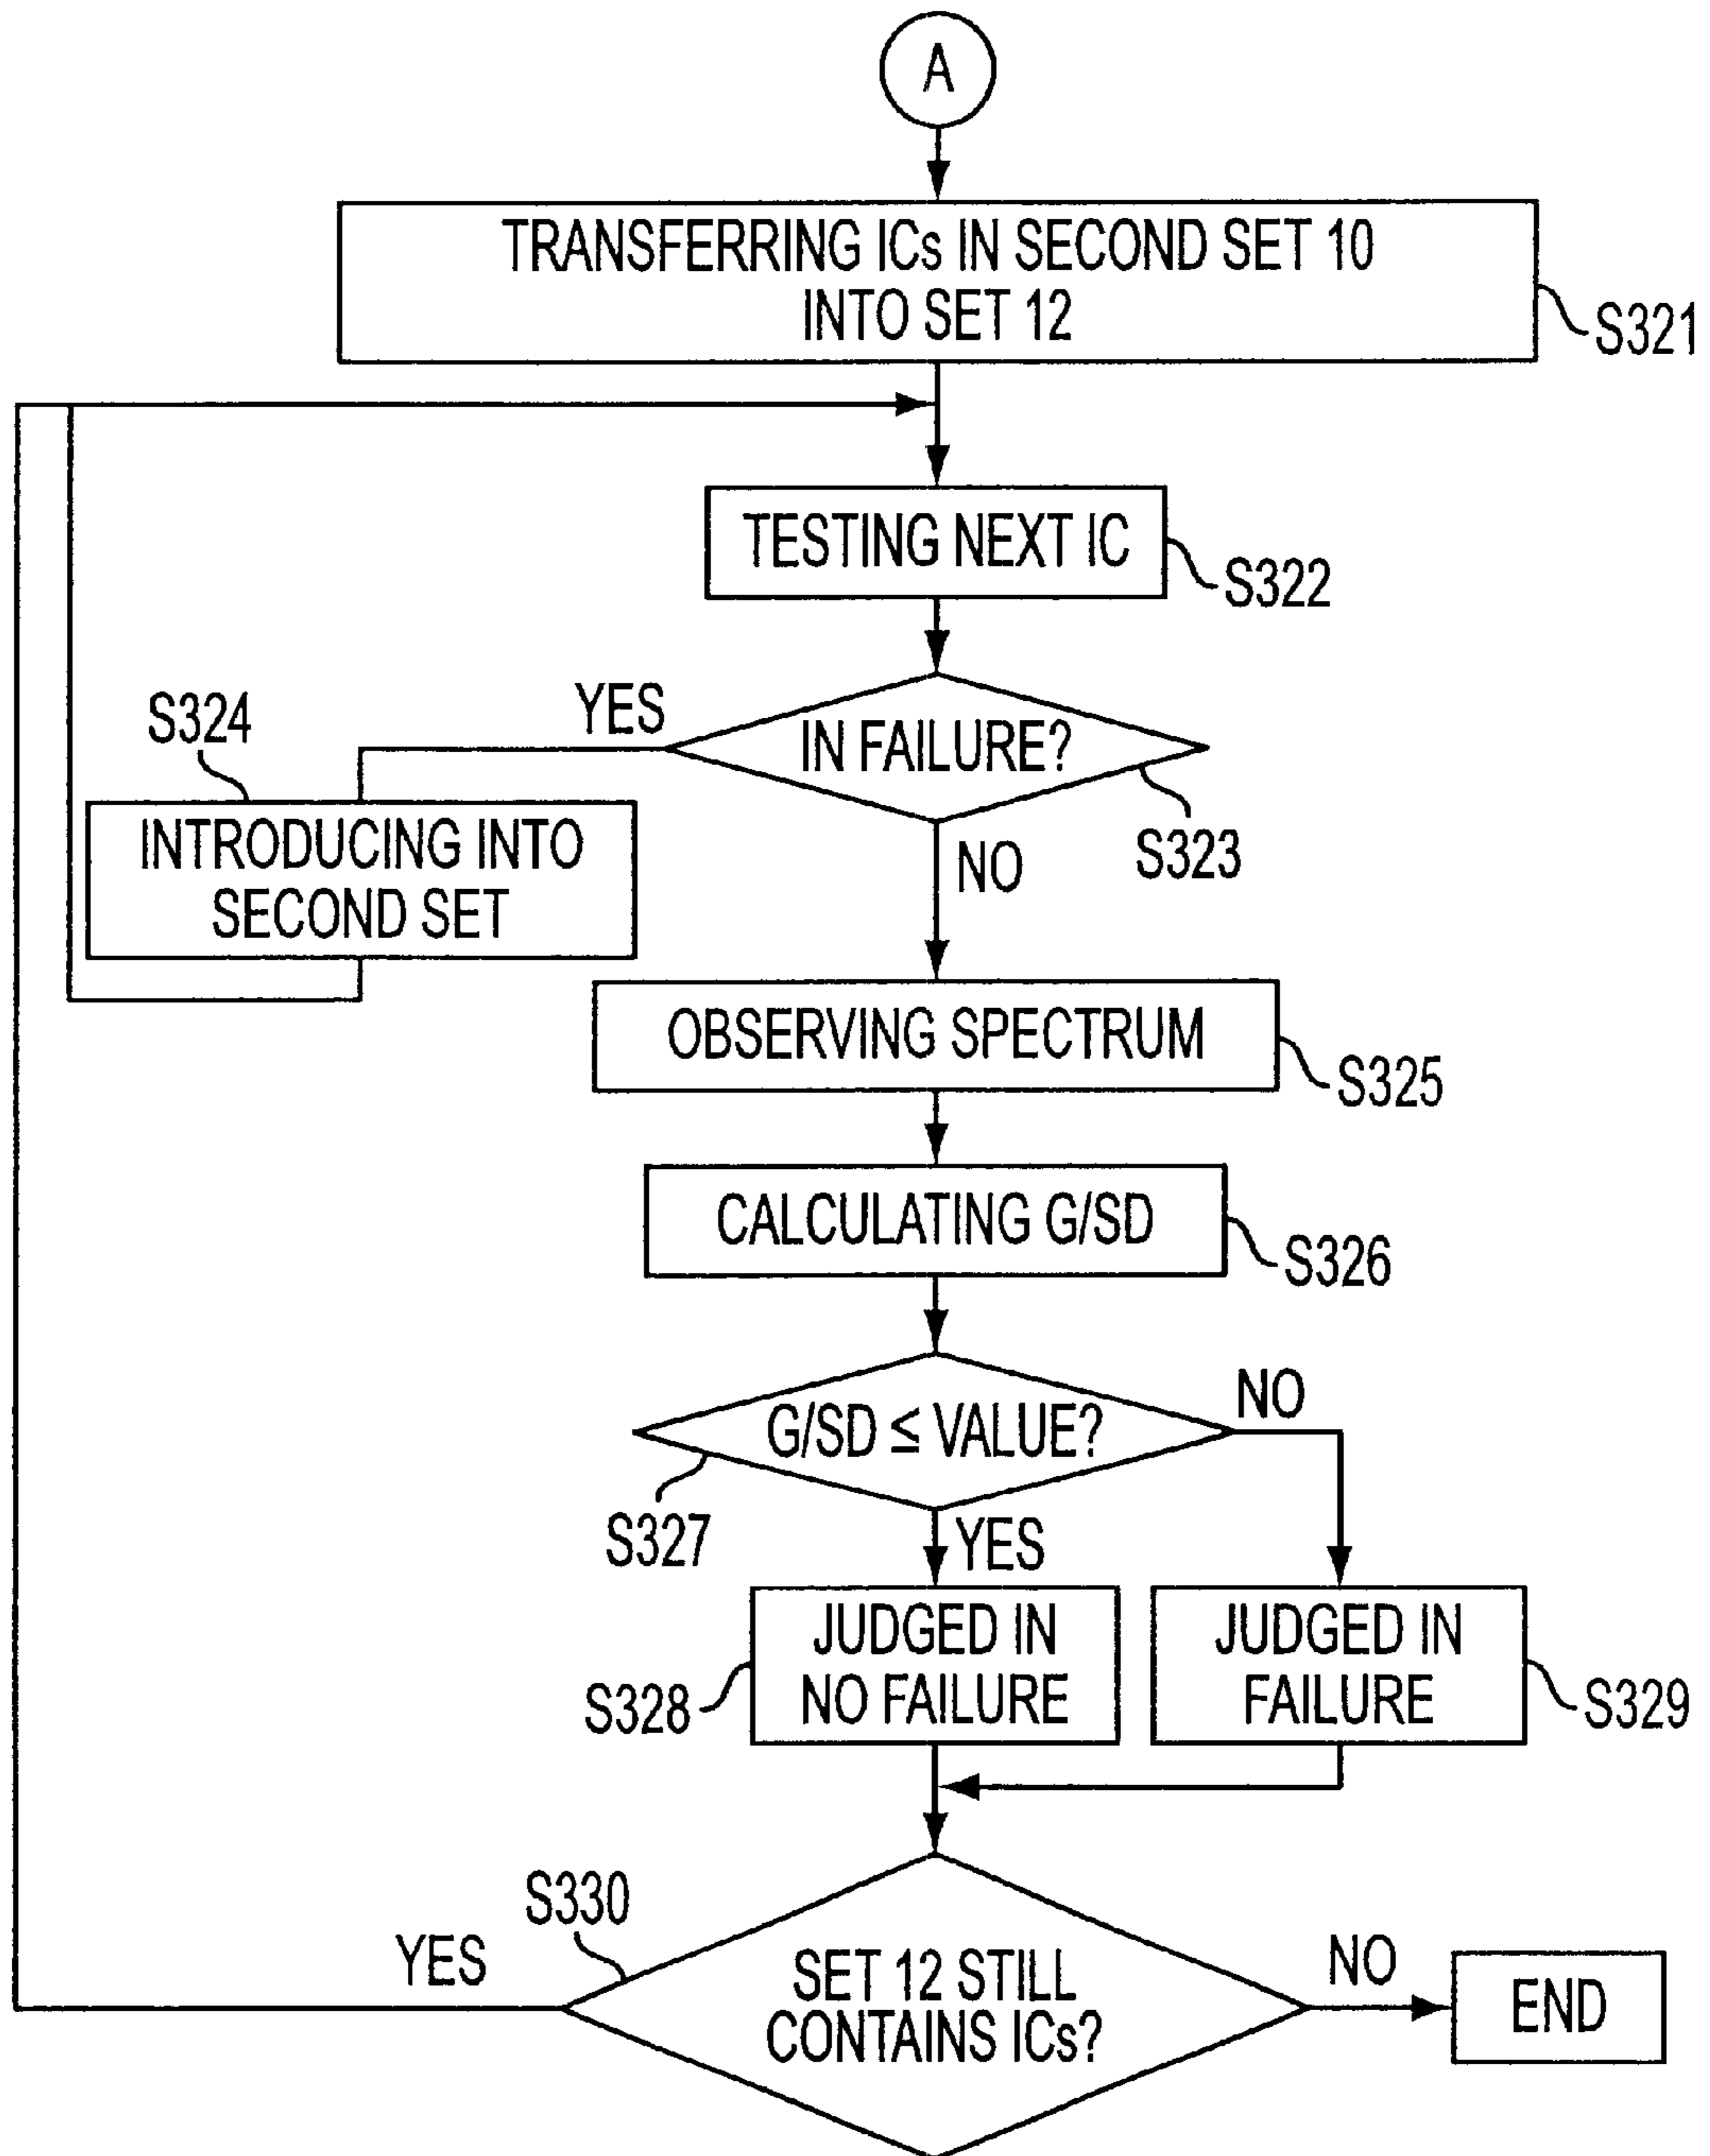 A
TRANSFERRING ICs IN SECOND SET 10
INTO SET 12
S321
TESTING NEXT IC
S322
YES
IN FAILURE?
S323
S324
INTRODUCING INTO
SECOND SET
NO
OBSERVING SPECTRUM
S325
CALCULATING G/SD
S326
G/SD ≤ VALUE?
NO
S327
YES
JUDGED IN
NO FAILURE
S328
JUDGED IN
FAILURE
S329
S330
YES
SET 12 STILL
CONTAINS ICs?
NO
END